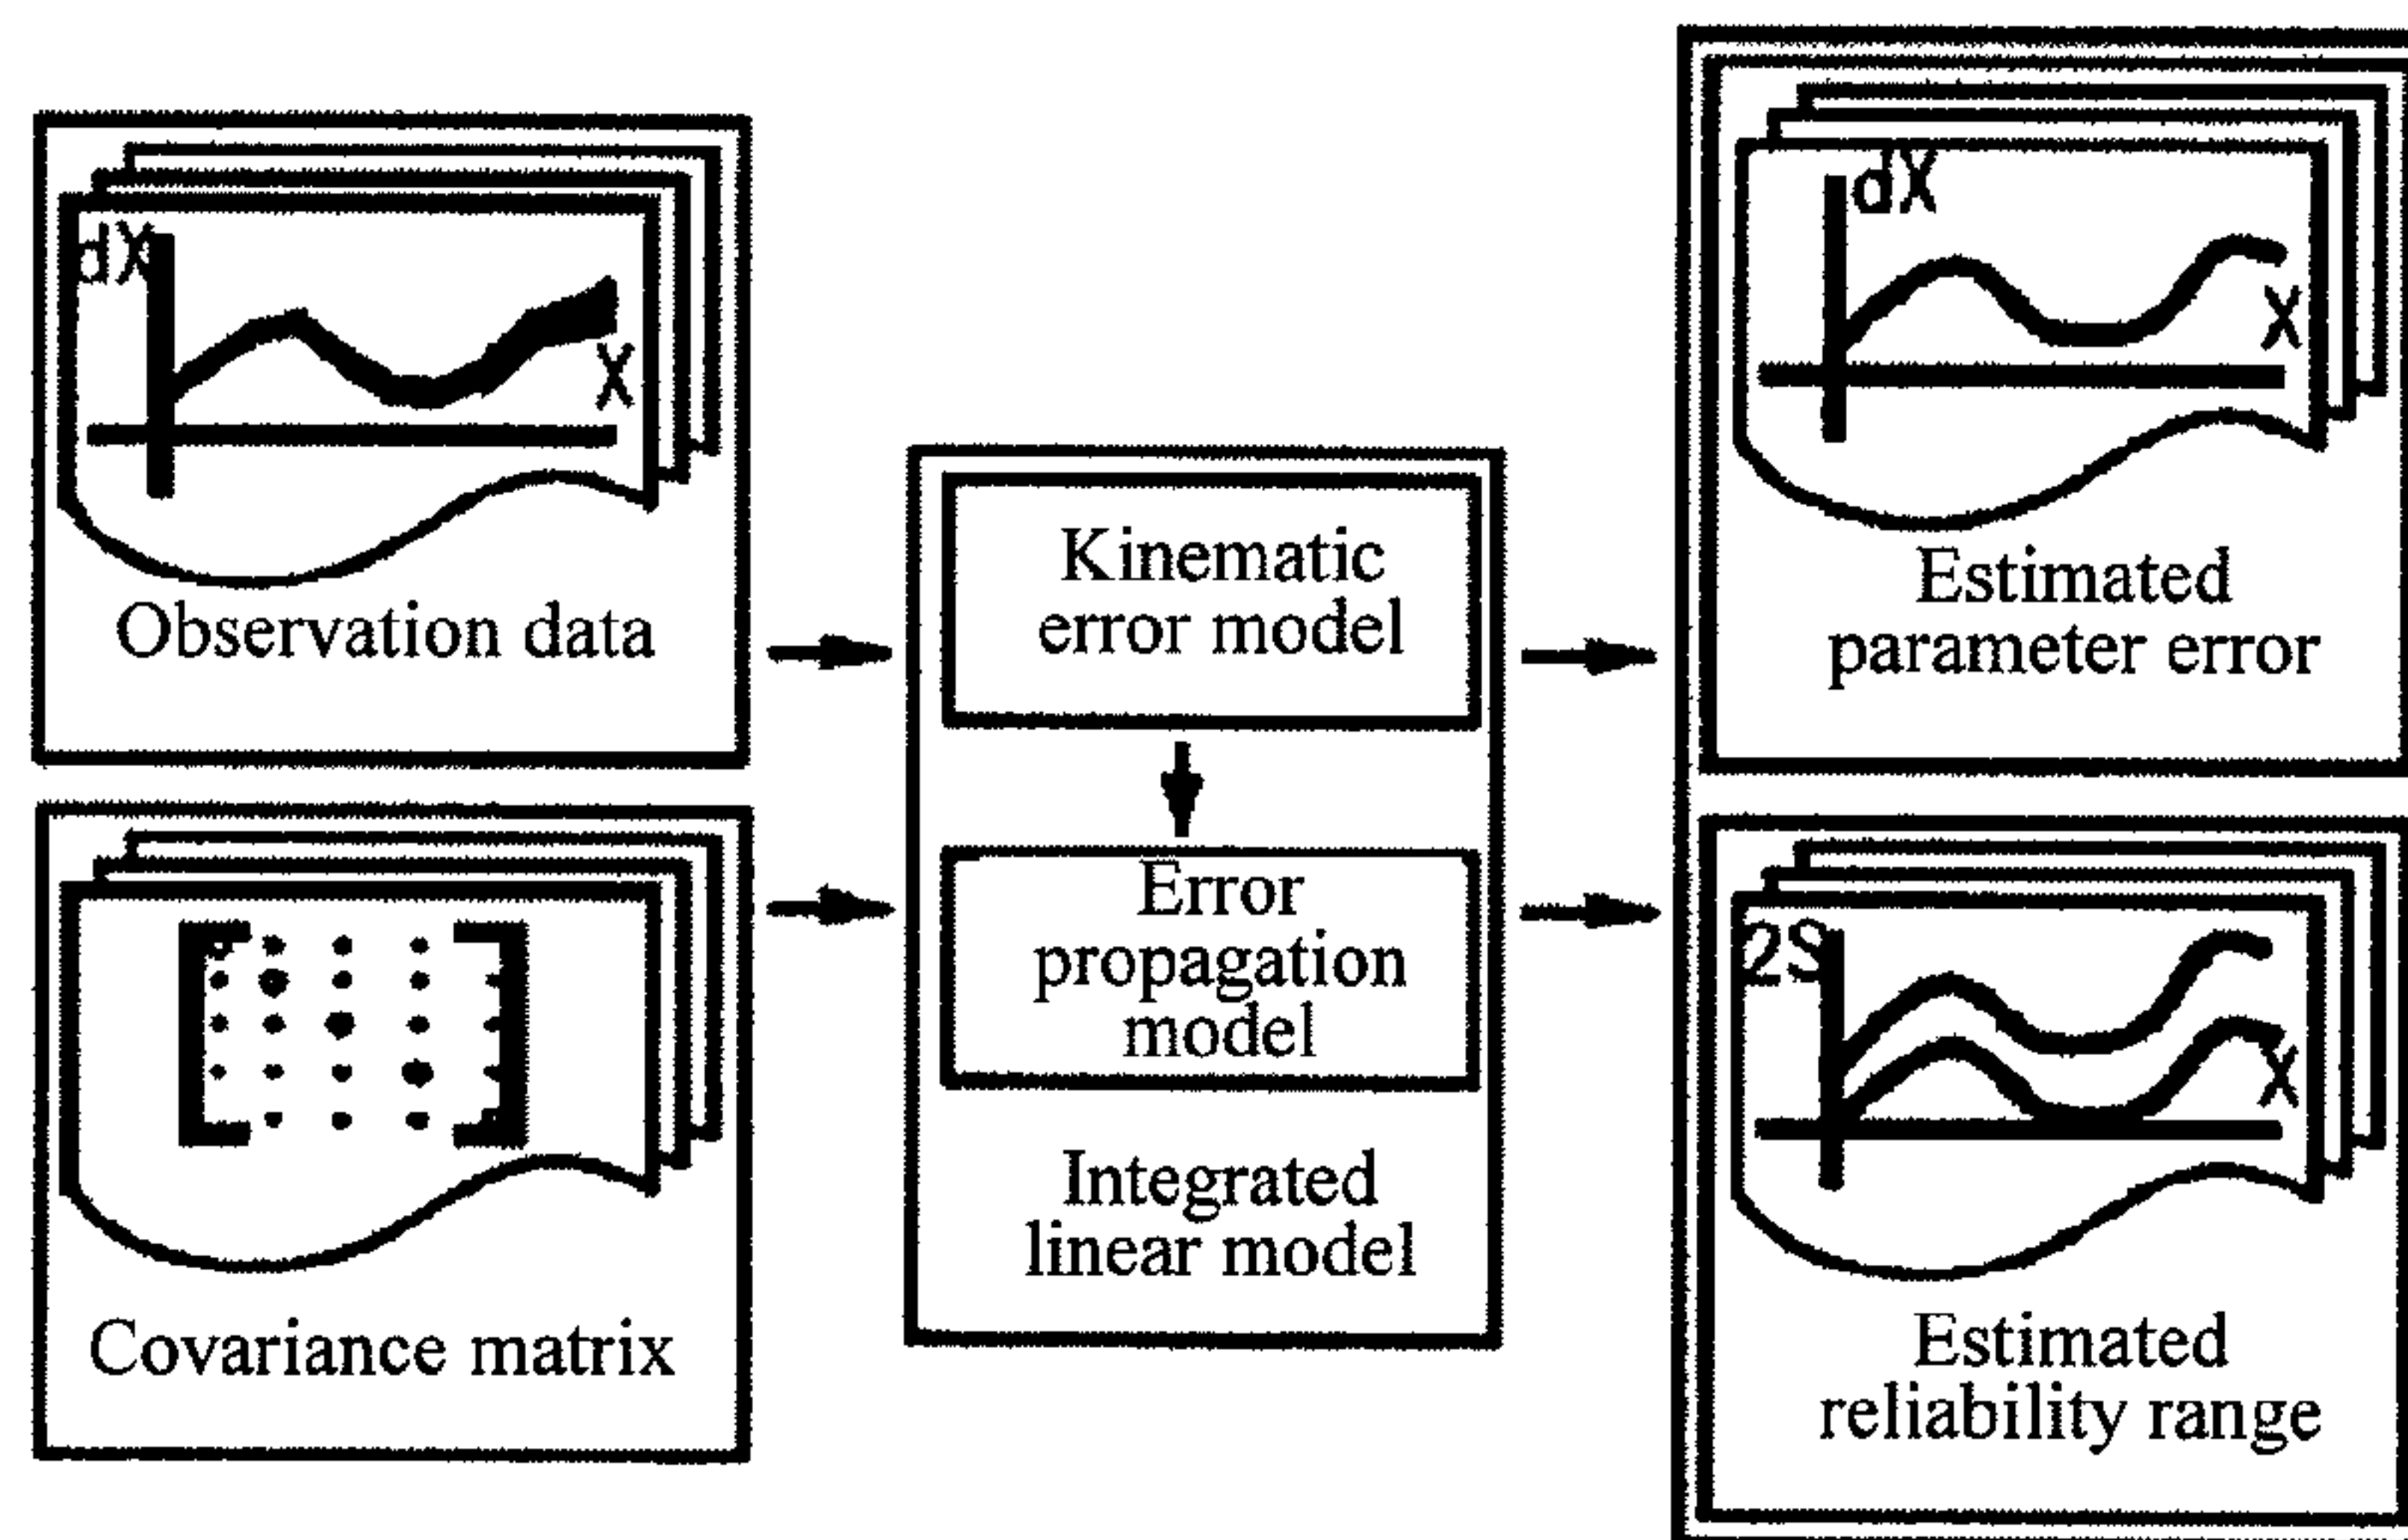 dX
X
Observation data
Covariance matrix
Kinematic
error model
Error
propagation
model
Integrated
linear model
dX
X
Estimated
parameter error
2S
X
Estimated
reliability range